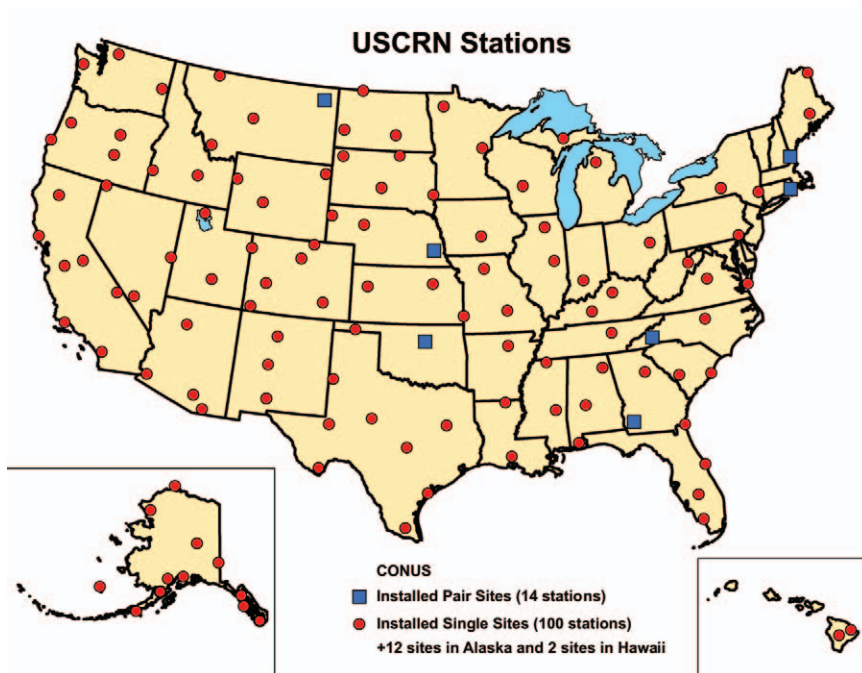 USCRN Stations
CONUS
Installed Pair Sites (14 stations)
Installed Single Sites (100 stations)
+12 sites in Alaska and 2 sites in Hawaii